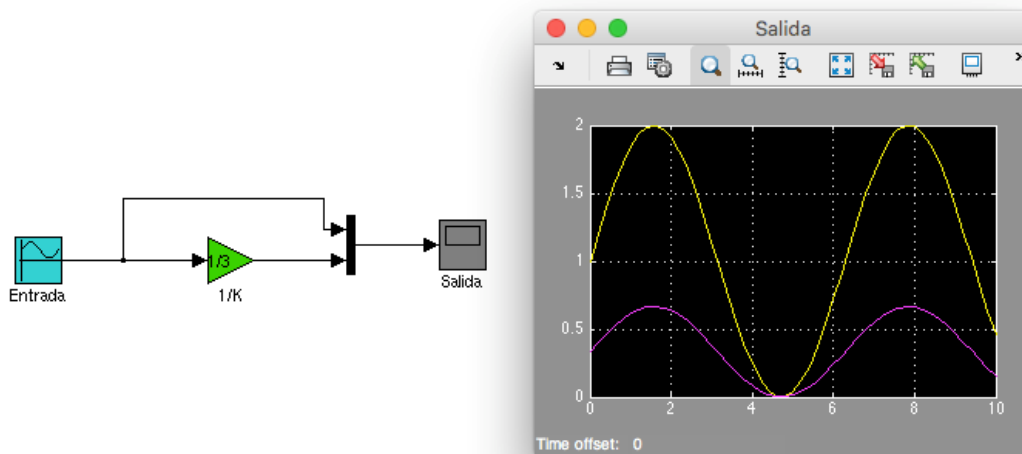 Entrada
1/3
1/K
Salida
Salida
2
1.5
1
0.5
0
0 2 4 6 8 10
Time offset: 0